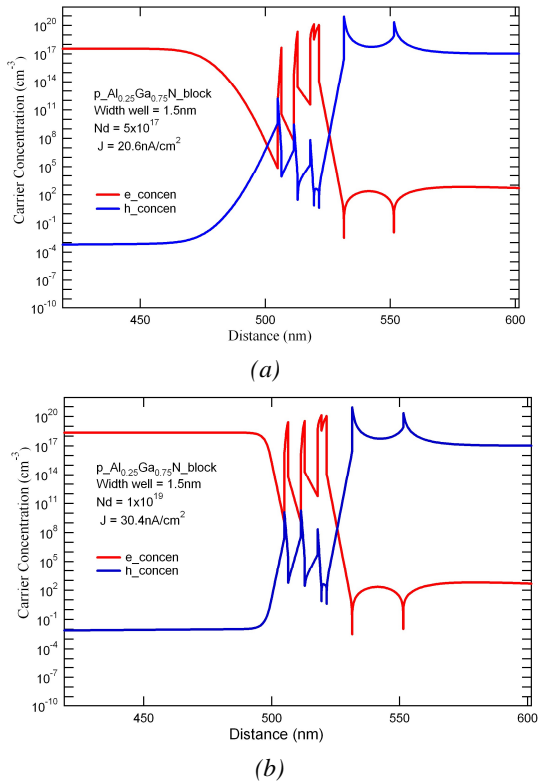 10^20
10^17
10^14
10^11
10^8
10^5
10^2
10^-1
10^-4
10^-7
10^-10
Carrier Concentration (cm^-3)
p_Al_0.25Ga_0.75N_block
Width well = 1.5nm
Nd = 5x10^17
J = 20.6nA/cm^2
e_concen
h_concen
450 500 550 600
Distance (nm)
(a)
10^20
10^17
10^14
10^11
10^8
10^5
10^2
10^-1
10^-4
10^-7
10^-10
Carrier Concentration (cm^-3)
p_Al_0.25Ga_0.75N_block
Width well = 1.5nm
Nd = 1x10^19
J = 30.4nA/cm^2
e_concen
h_concen
450 500 550 600
Distance (nm)
(b)